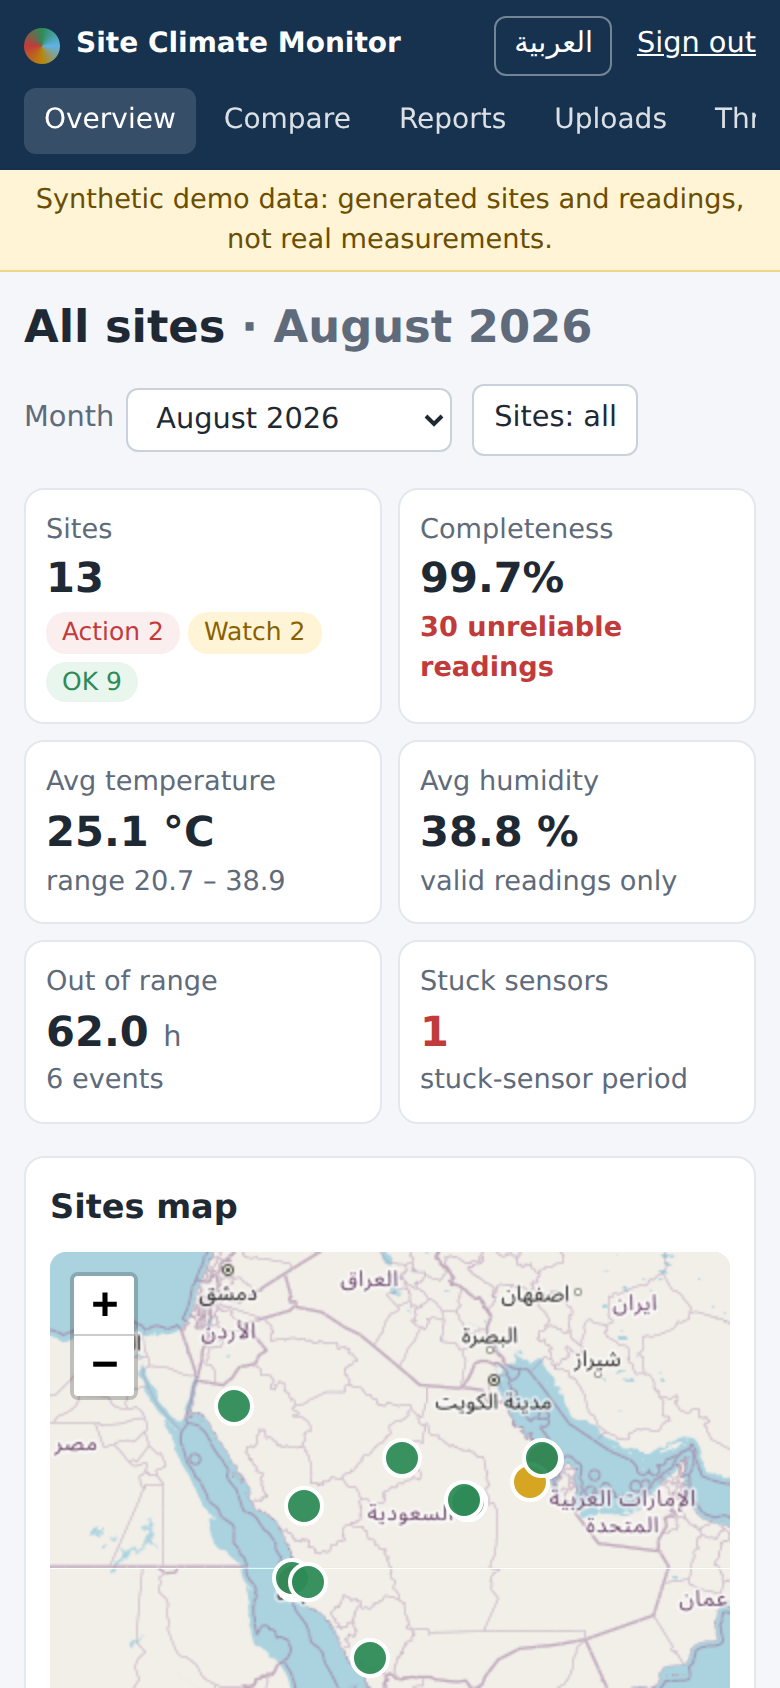 Site Climate Monitor
العربية
Sign out
Overview
Compare
Reports
Uploads
Synthetic demo data: generated sites and readings,
not real measurements.
All sites · August 2026
Month
August 2026
Sites: all
Sites
13
Action 2
Watch 2
OK 9
Completeness
99.7%
30 unreliable
readings
Avg temperature
25.1 °C
range 20.7 – 38.9
Avg humidity
38.8 %
valid readings only
Out of range
62.0 h
6 events
Stuck sensors
1
stuck-sensor period
Sites map
+
−
دمشق
العراق
اصفهان
ایران
الأردن
البصرة
شیراز
مدينة الكويت
مصر
السعودية
الإمارات العربية
المتحدة
عمان